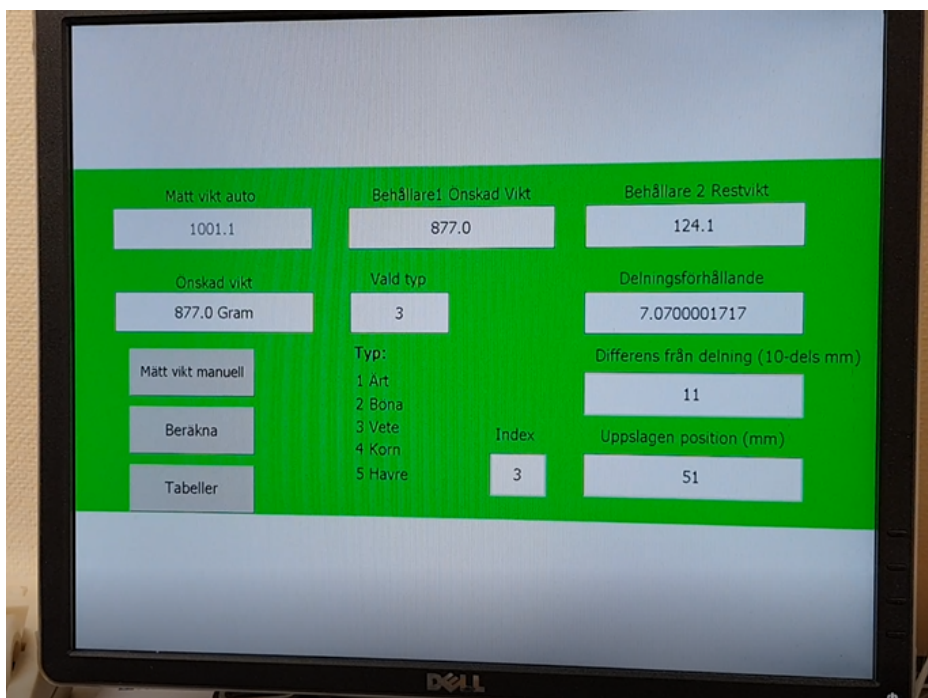 Mätt vikt auto
1001.1
Behållare1 Önskad Vikt
877.0
Behållare 2 Restvikt
124.1
Önskad vikt
877.0 Gram
Vald typ
3
Delningsförhållande
7.0700001717
Mätt vikt manuell
Beräkna
Tabeller
Typ:
1 Ärt
2 Böna
3 Vete
4 Korn
5 Havre
Index
3
Differens från delning (10-dels mm)
11
Uppslagen position (mm)
51
DELL